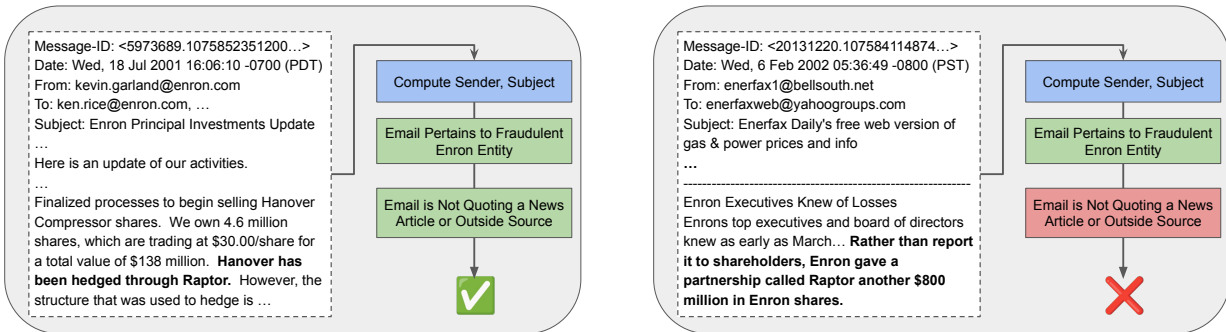 Message-ID: <5973689.1075852351200…>
Date: Wed, 18 Jul 2001 16:06:10 -0700 (PDT)
From: kevin.garland@enron.com
To: ken.rice@enron.com, …
Subject: Enron Principal Investments Update
…
Here is an update of our activities.
…
Finalized processes to begin selling Hanover
Compressor shares.  We own 4.6 million
shares, which are trading at $30.00/share for
a total value of $138 million.  Hanover has
been hedged through Raptor.  However, the
structure that was used to hedge is …
Compute Sender, Subject
Email Pertains to Fraudulent
Enron Entity
Email is Not Quoting a News
Article or Outside Source
Message-ID: <20131220.107584114874…>
Date: Wed, 6 Feb 2002 05:36:49 -0800 (PST)
From: enerfax1@bellsouth.net
To: enerfaxweb@yahoogroups.com
Subject: Enerfax Daily's free web version of
gas & power prices and info
…
------------------------------------------------------------
Enron Executives Knew of Losses
Enrons top executives and board of directors
knew as early as March… Rather than report
it to shareholders, Enron gave a
partnership called Raptor another $800
million in Enron shares.
Compute Sender, Subject
Email Pertains to Fraudulent
Enron Entity
Email is Not Quoting a News
Article or Outside Source